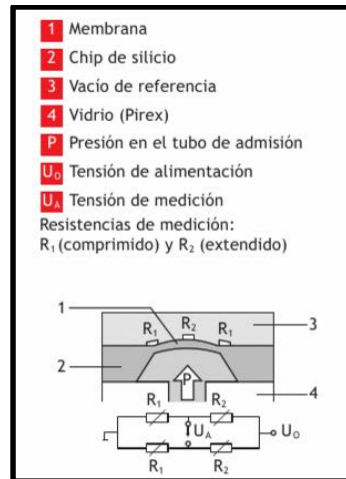 1 Membrana
2 Chip de silicio
3 Vacío de referencia
4 Vidrio (Pirex)
P Presión en el tubo de admisión
U₀ Tensión de alimentación
Uₐ Tensión de medición
Resistencias de medición:
R₁ (comprimido) y R₂ (extendido)
1
R₁ R₂ R₁
3
2
P
4
R₁ R₂
Uₐ U₀
R₁ R₂